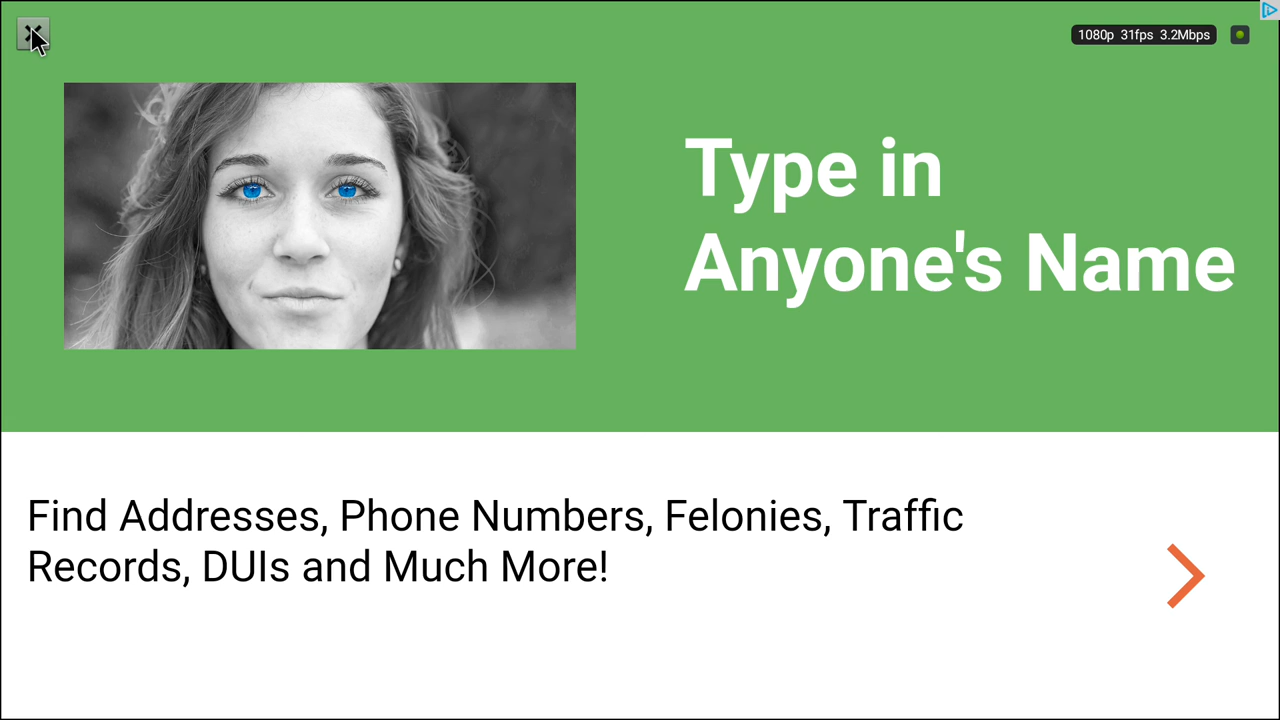 1080p 31fps 3.2Mbps
Type in
Anyone's Name
Find Addresses, Phone Numbers, Felonies, Traffic
Records, DUIs and Much More!